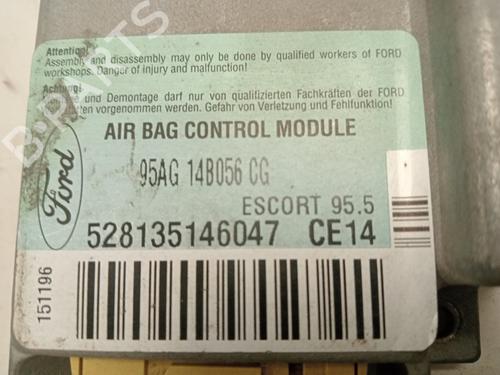 Attention!
Assembly and disassembly may only be done by qualified workers of FORD
workshops. Danger of injury and malfunction!
Achtung!
und Demontage darf nur von qualifizierten Fachkräften der FORD
vorgenommen werden. Gefahr von Verletzung und Fehlfunktion!
AIR BAG CONTROL MODULE
Ford
95AG 14B056 CG
ESCORT 95.5
528135146047 CE14
151196
B-PARTS